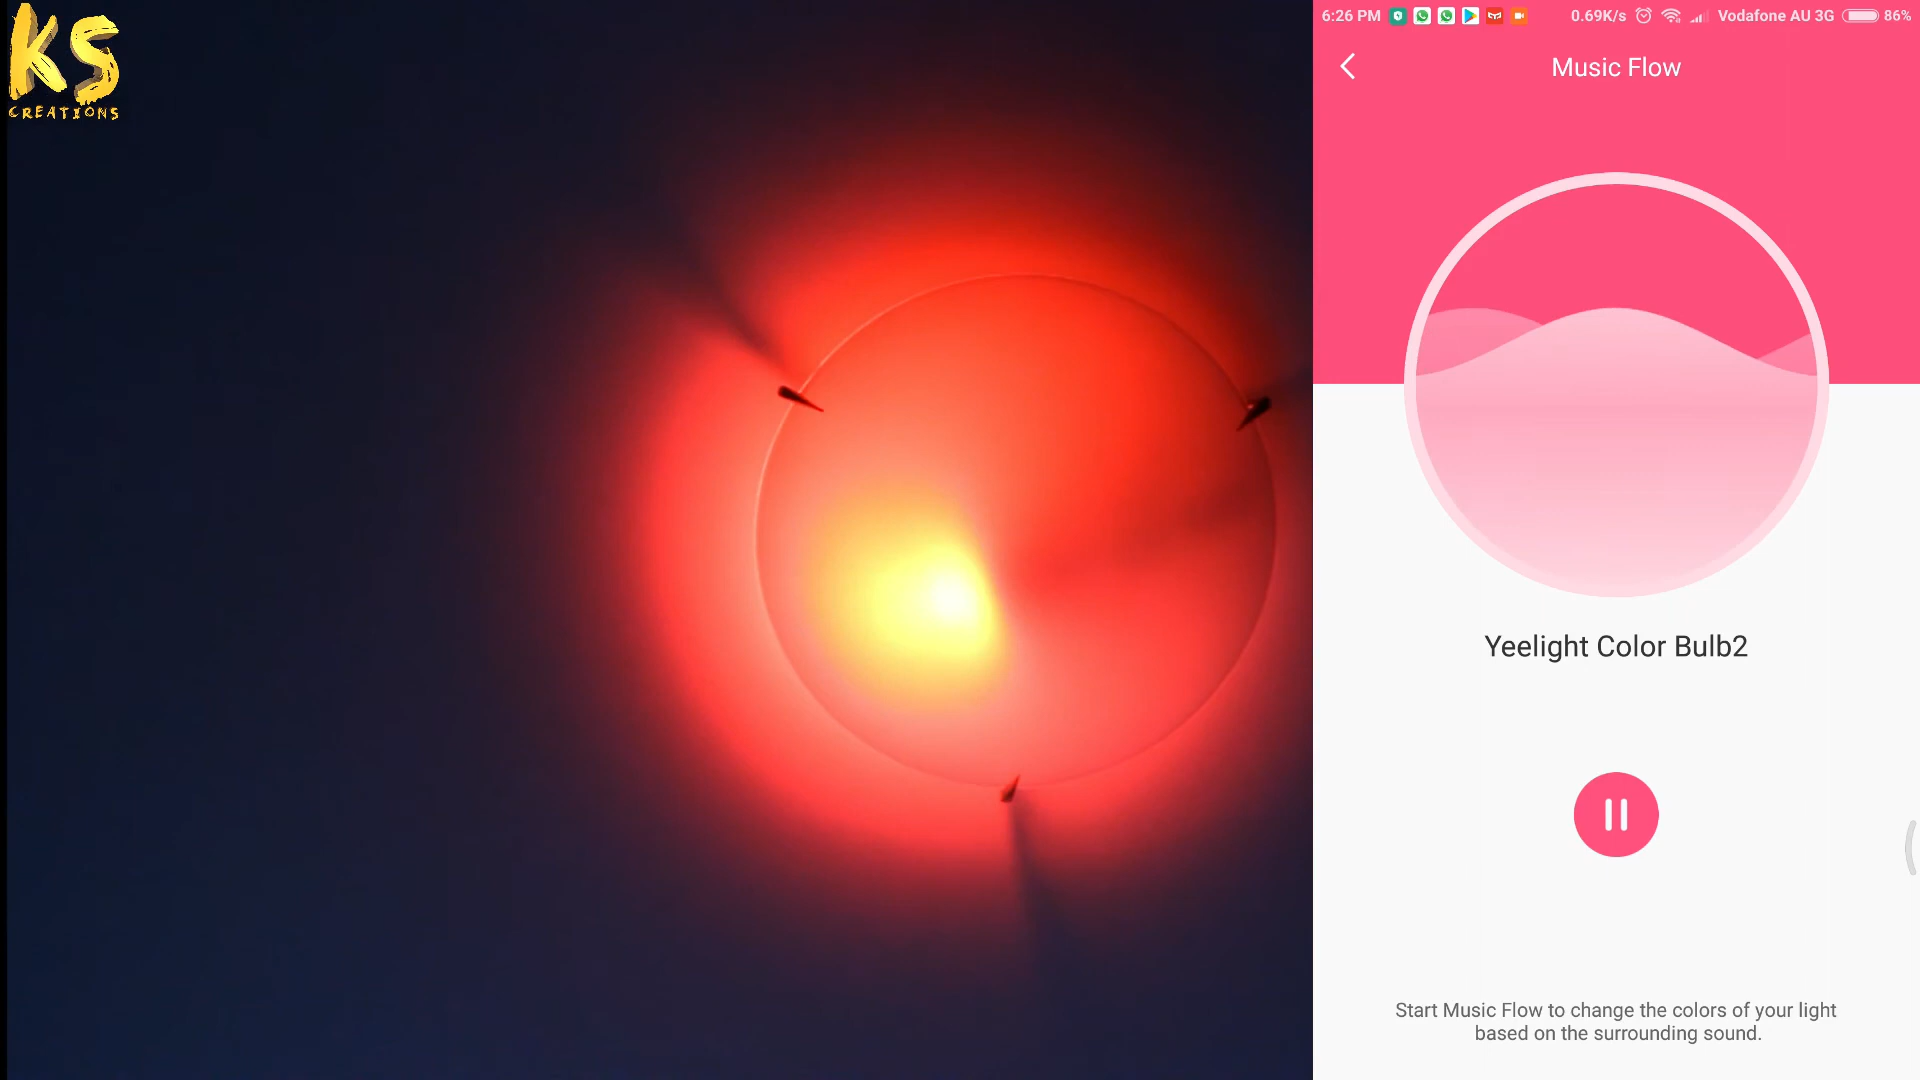 KS
CREATIONS
6:26 PM 0.69K/s Vodafone AU 3G 86%
Music Flow
Yeelight Color Bulb2
Start Music Flow to change the colors of your light
based on the surrounding sound.